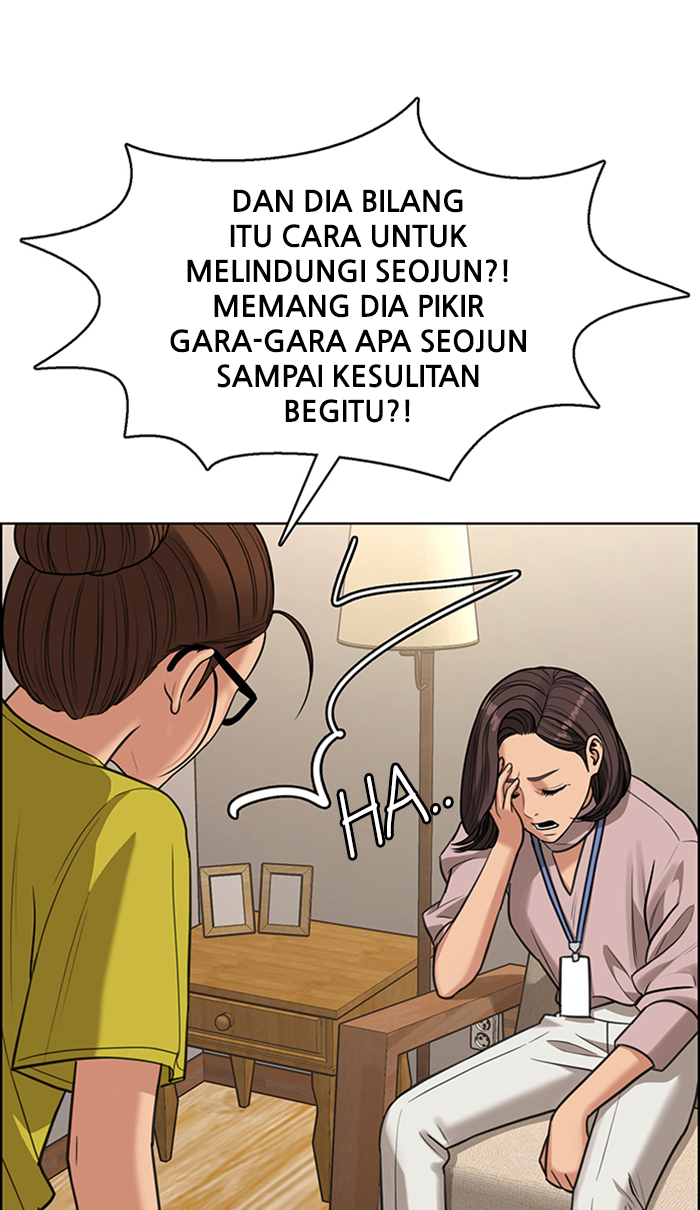 DAN DIA BILANG
ITU CARA UNTUK
MELINDUNGI SEOJUN?!
MEMANG DIA PIKIR
GARA-GARA APA SEOJUN
SAMPAI KESULITAN
BEGITU?!
HA..